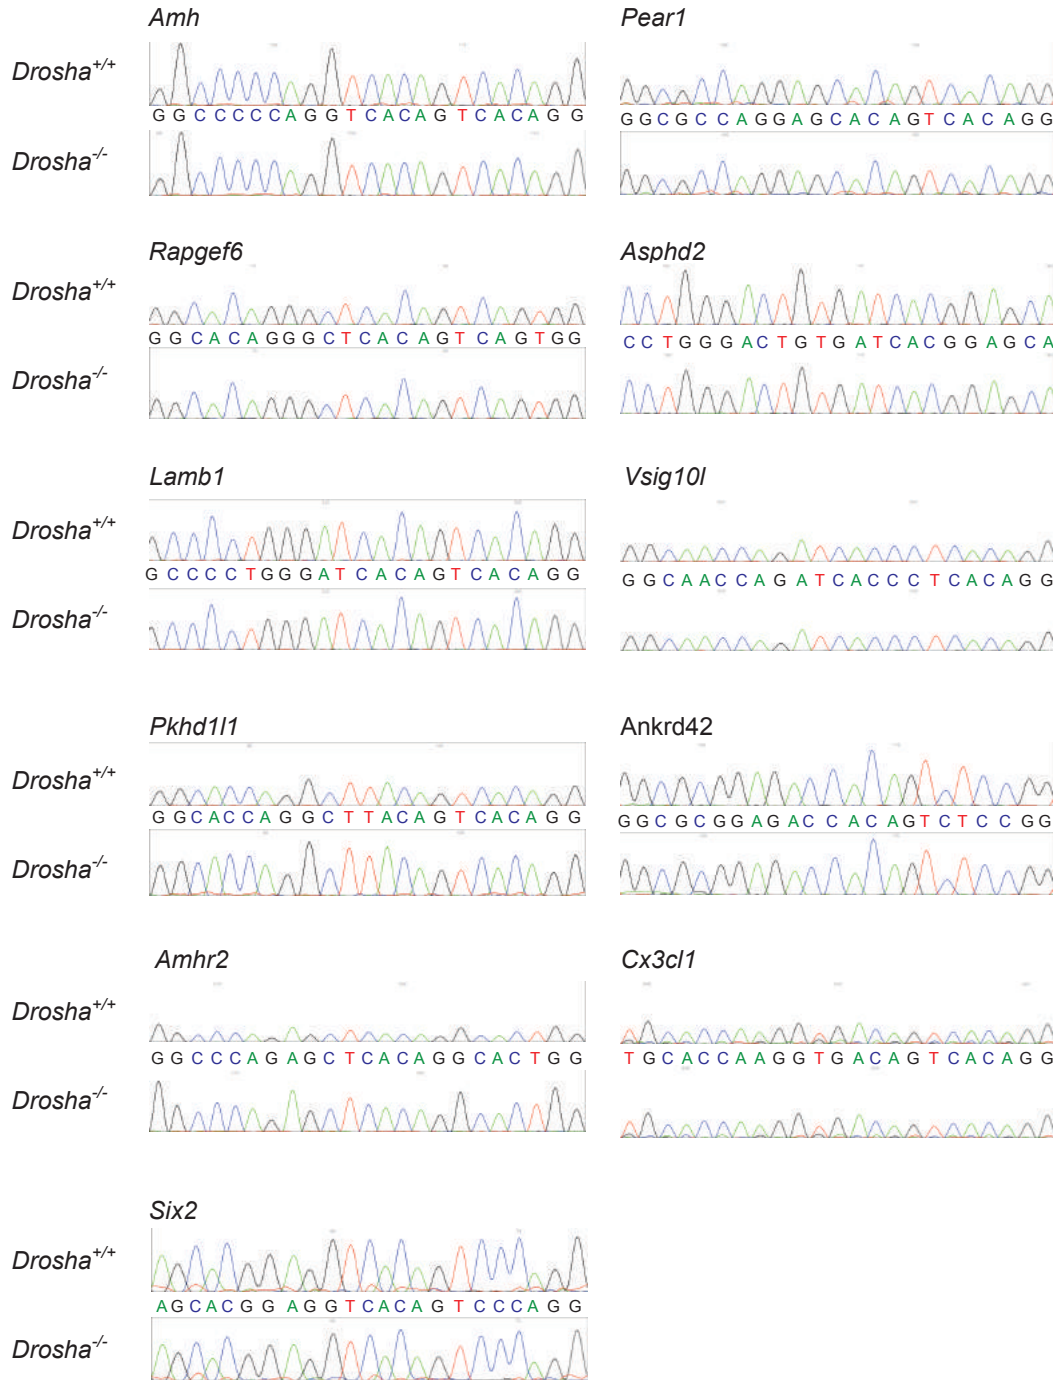 Amh Pear1
Drosha+/+
GGCCCCCAGGTCACAGTCACAGG GGCGCCAGGAGCACAGTCACAGG
Drosha-/-
Rapgef6 Asphd2
Drosha+/+
GGCACAGGGCTCACAGTCAGTGG CCTGGGACTGTGATCACGGAGCA
Drosha-/-
Lamb1 Vsig10l
Drosha+/+
GCCCCTGGGATCACAGTCACAGG GGCAACCAGATCACCCTCACAGG
Drosha-/-
Pkhd1l1 Ankrd42
Drosha+/+
GGCACCAGGCTTACAGTCACAGG GGCGCGGAGACCACAGTCTCCGG
Drosha-/-
Amhr2 Cx3cl1
Drosha+/+
GGCCCAGAGCTCACAGGCACTGG TGCACCAAGGTGACAGTCACAGG
Drosha-/-
Six2
Drosha+/+
AGCACGGAGGTCACAGTCCCAGG
Drosha-/-